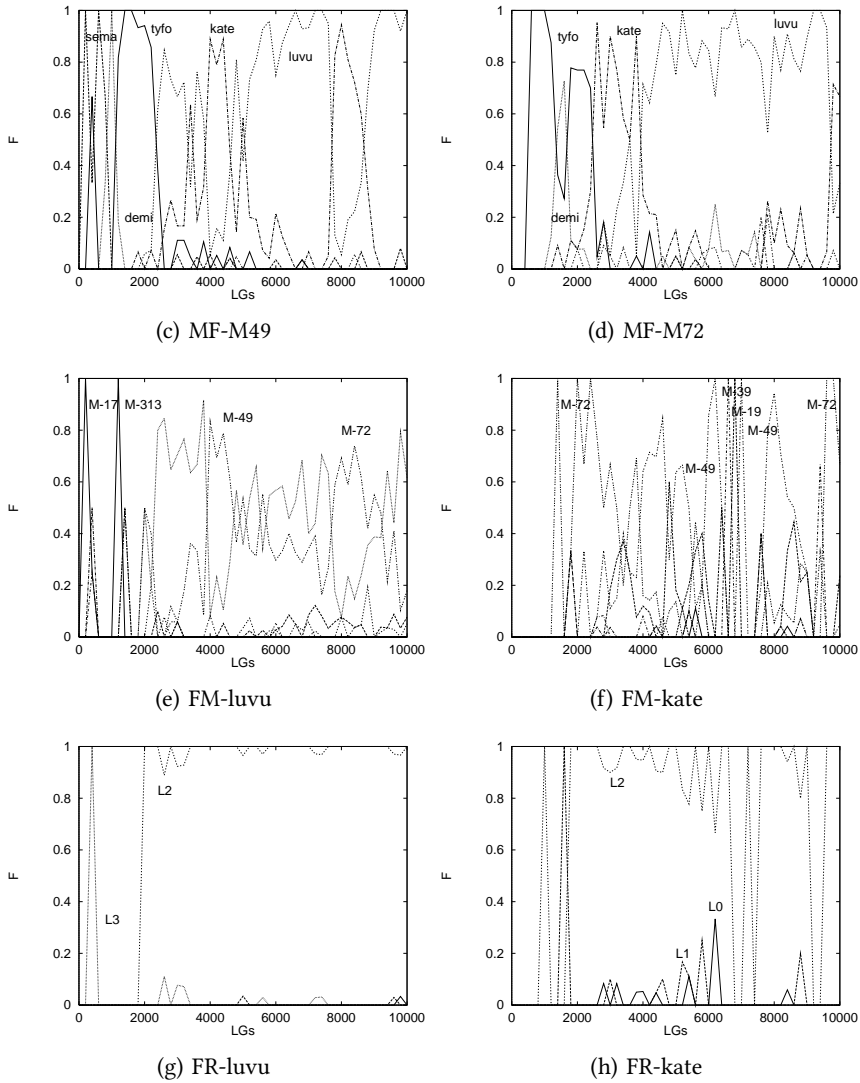 1
0.8
0.6
0.4
0.2
0
F
0 2000 4000 6000 8000 10000
LGs
sema
tyfo
kate
luvu
demi
(c) MF-M49
1
0.8
0.6
0.4
0.2
0
F
0 2000 4000 6000 8000 10000
LGs
tyfo
kate
luvu
demi
(d) MF-M72
1
0.8
0.6
0.4
0.2
0
F
0 2000 4000 6000 8000 10000
LGs
M-17
M-313
M-49
M-72
(e) FM-luvu
1
0.8
0.6
0.4
0.2
0
F
0 2000 4000 6000 8000 10000
LGs
M-72
M-39
M-19
M-49
M-72
M-49
(f) FM-kate
1
0.8
0.6
0.4
0.2
0
F
0 2000 4000 6000 8000 10000
LGs
L2
L3
(g) FR-luvu
1
0.8
0.6
0.4
0.2
0
F
0 2000 4000 6000 8000 10000
LGs
L2
L0
L1
(h) FR-kate